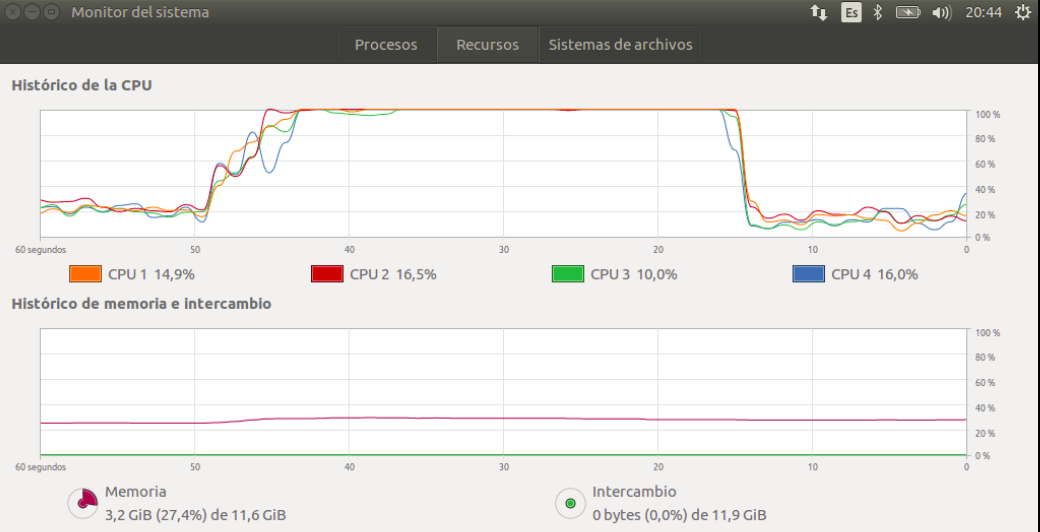 Monitor del sistema Es 20:44
Procesos Recursos Sistemas de archivos
Histórico de la CPU
100 %
80 %
60 %
40 %
20 %
0 %
60 segundos 50 40 30 20 10 0
CPU 1 14,9% CPU 2 16,5% CPU 3 10,0% CPU 4 16,0%
Histórico de memoria e intercambio
100 %
80 %
60 %
40 %
20 %
0 %
60 segundos 50 40 30 20 10 0
Memoria Intercambio
3,2 GiB (27,4%) de 11,6 GiB 0 bytes (0,0%) de 11,9 GiB